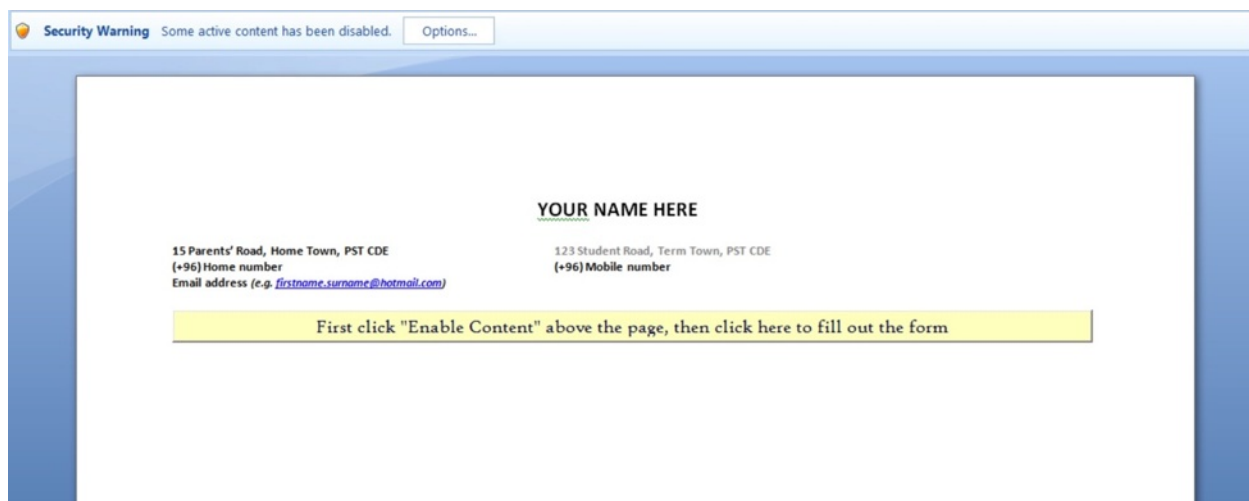 Security Warning Some active content has been disabled. Options...
YOUR NAME HERE
15 Parents' Road, Home Town, PST CDE 123 Student Road, Term Town, PST CDE
(+96) Home number (+96) Mobile number
Email address (e.g. firstname.surname@hotmail.com)
First click "Enable Content" above the page, then click here to fill out the form